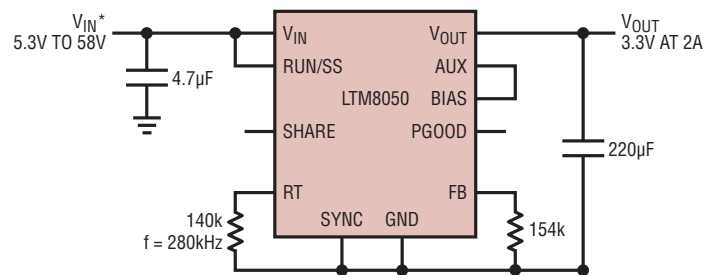 VIN*
5.3V TO 58V
4.7µF
VIN
RUN/SS
SHARE
RT
LTM8050
SYNC
GND
VOUT
AUX
BIAS
PGOOD
FB
VOUT
3.3V AT 2A
220µF
140k
f = 280kHz
154k